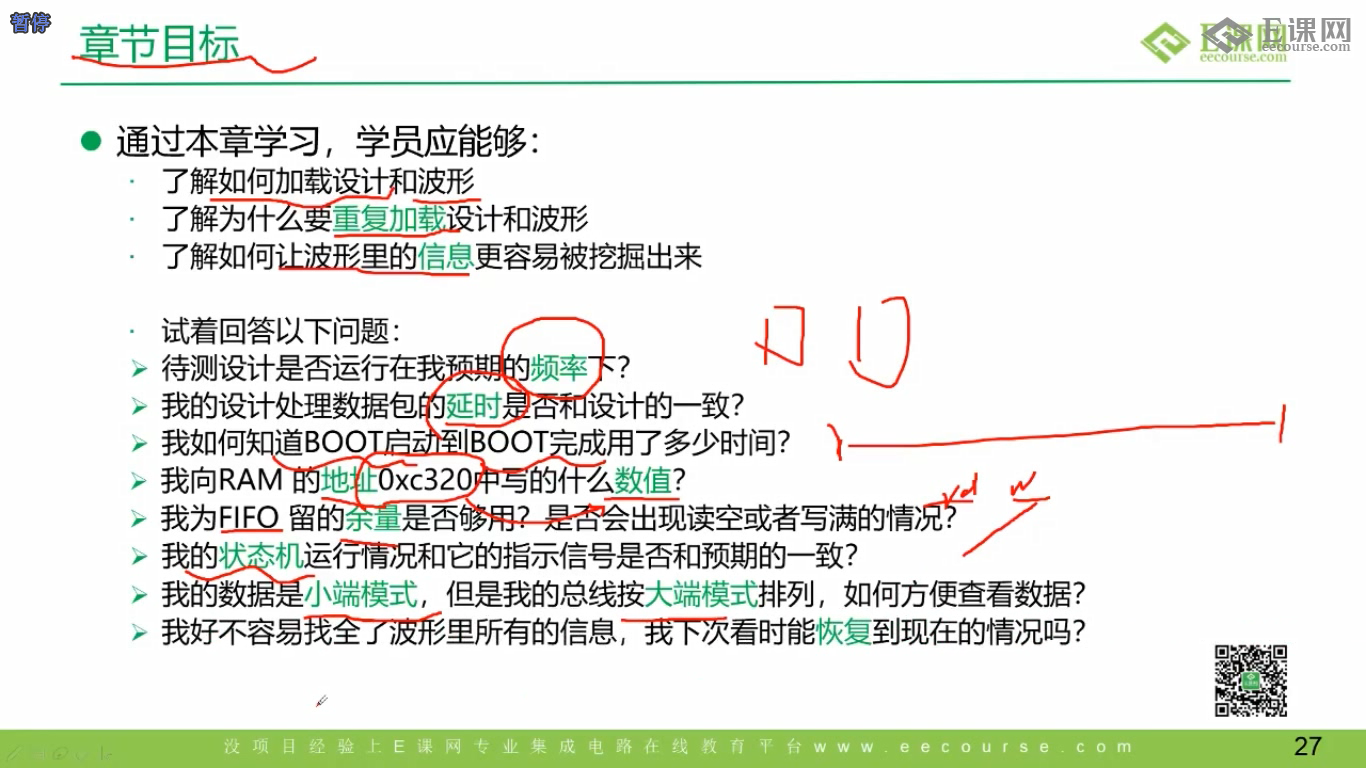 暂停
章节目标
E课网
eecourse.com
E课网
eecourse.com
通过本章学习，学员应能够：
· 了解如何加载设计和波形
· 了解为什么要重复加载设计和波形
· 了解如何让波形里的信息更容易被挖掘出来
· 试着回答以下问题：
➢ 待测设计是否运行在我预期的频率下？
➢ 我的设计处理数据包的延时是否和设计的一致？
➢ 我如何知道BOOT启动到BOOT完成用了多少时间？
➢ 我向RAM 的地址0xc320中写的什么数值？
rd w
➢ 我为FIFO 留的余量是否够用？是否会出现读空或者写满的情况？
➢ 我的状态机运行情况和它的指示信号是否和预期的一致？
➢ 我的数据是小端模式，但是我的总线按大端模式排列，如何方便查看数据？
➢ 我好不容易找全了波形里所有的信息，我下次看时能恢复到现在的情况吗？
没项目经验上E课网专业集成电路在线教育平台www.eecourse.com
27